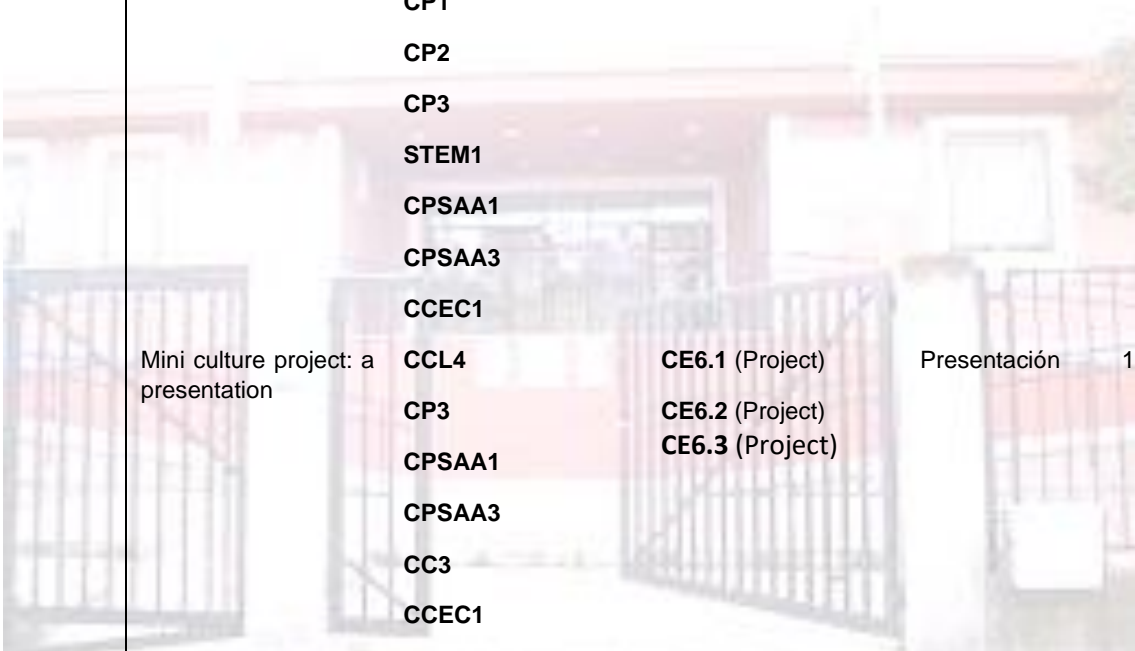 CP1
CP2
CP3
STEM1
CPSAA1
CPSAA3
CCEC1
Mini culture project: a CCL4 CE6.1 (Project) Presentación 1
presentation
CP3 CE6.2 (Project)
CE6.3 (Project)
CPSAA1
CPSAA3
CC3
CCEC1